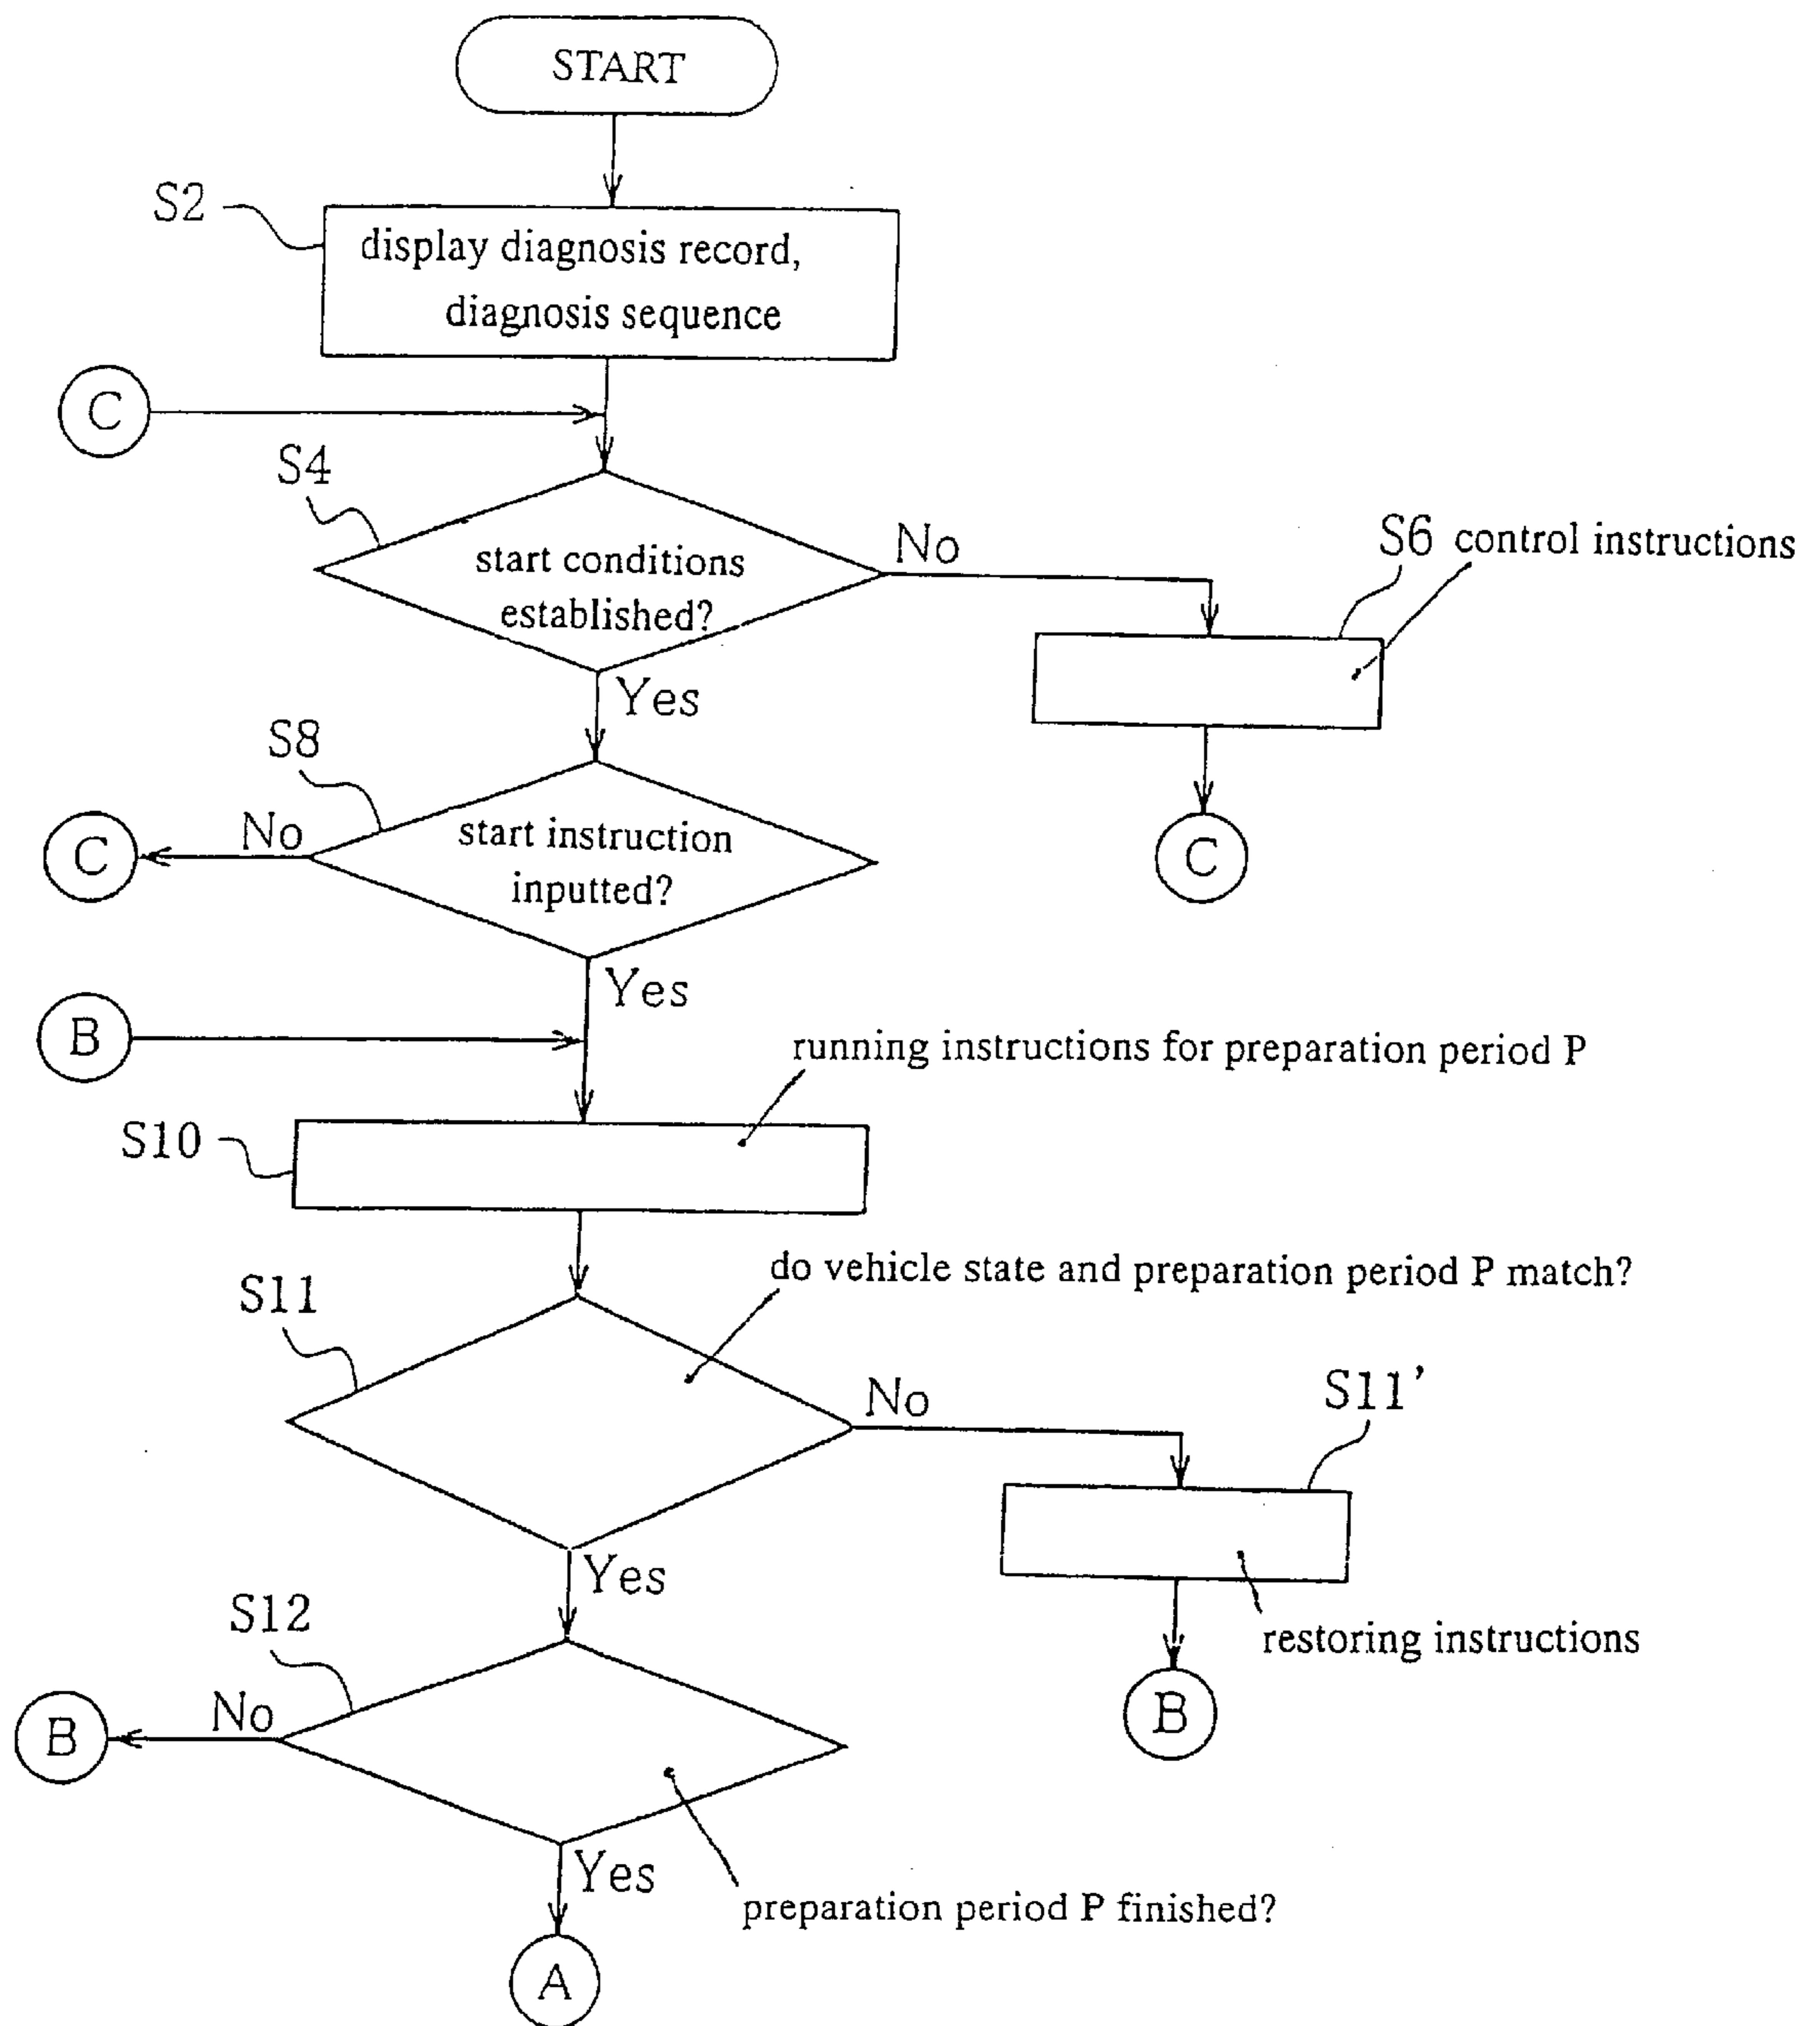 START
S2
display diagnosis record,
diagnosis sequence
C
S4
start conditions
established?
No
S6 control instructions
Yes
C
S8
start instruction
inputted?
No
C
Yes
B
running instructions for preparation period P
S10
do vehicle state and preparation period P match?
S11
No
S11'
Yes
restoring instructions
B
S12
No
B
Yes
preparation period P finished?
A